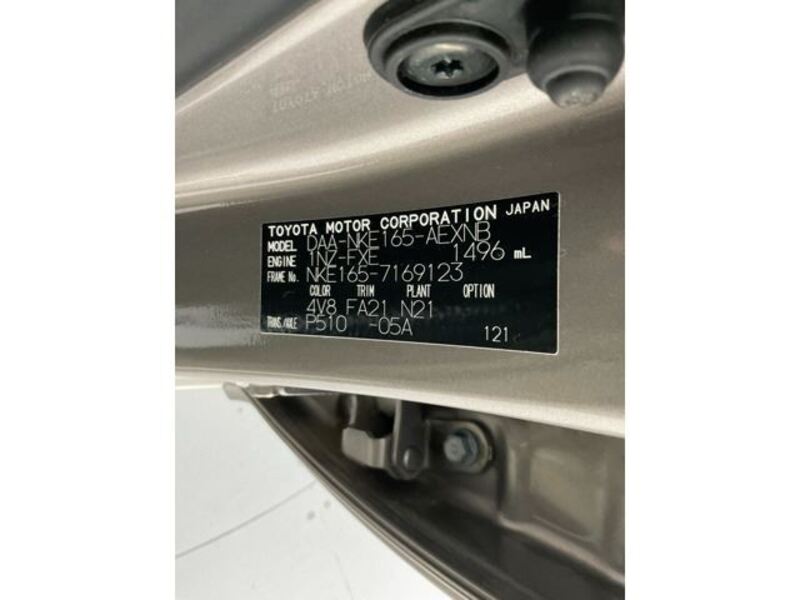 TOYOTA MOTOR CORPORATION JAPAN
MODEL DAA-NKE165-AEXNB
ENGINE 1NZ-FXE 1496 mL
FRAME No. NKE165-7169123
COLOR TRIM PLANT OPTION
4V8 FA21 N21
TRANS./AXLE P510 -05A 121